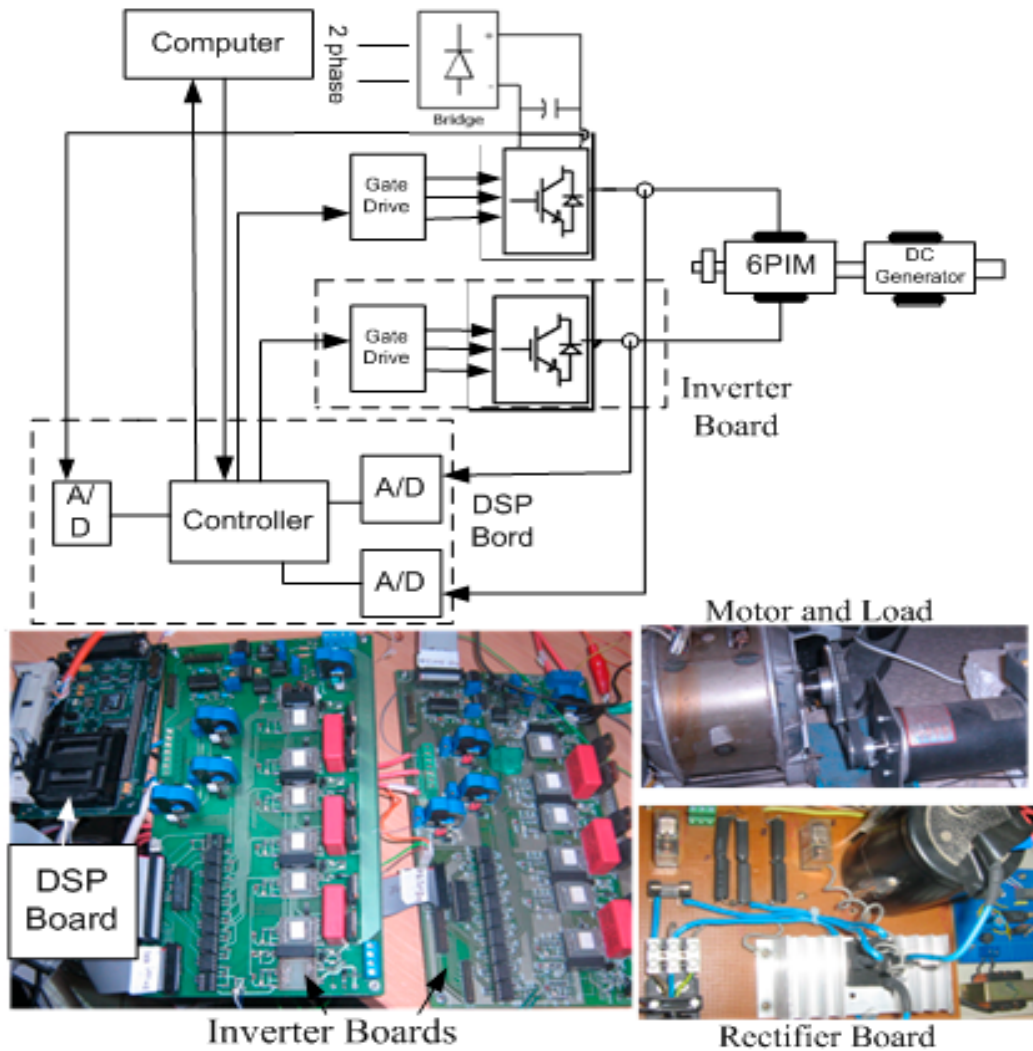 Computer
2 phase
+
-
Bridge
Gate
Drive
6PIM
DC
Generator
Gate
Drive
Inverter
Board
A/
D
Controller
A/D
DSP
Bord
A/D
Motor and Load
DSP
Board
Inverter Boards
Rectifier Board